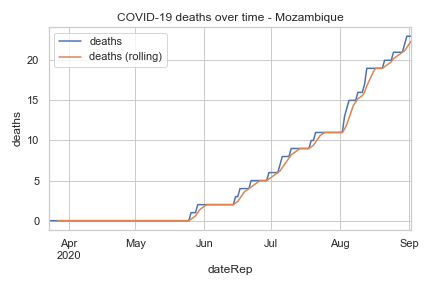 COVID-19 deaths over time - Mozambique
deaths
deaths (rolling)
20
15
10
5
0
deaths
Apr
2020
May
Jun
Jul
Aug
Sep
dateRep